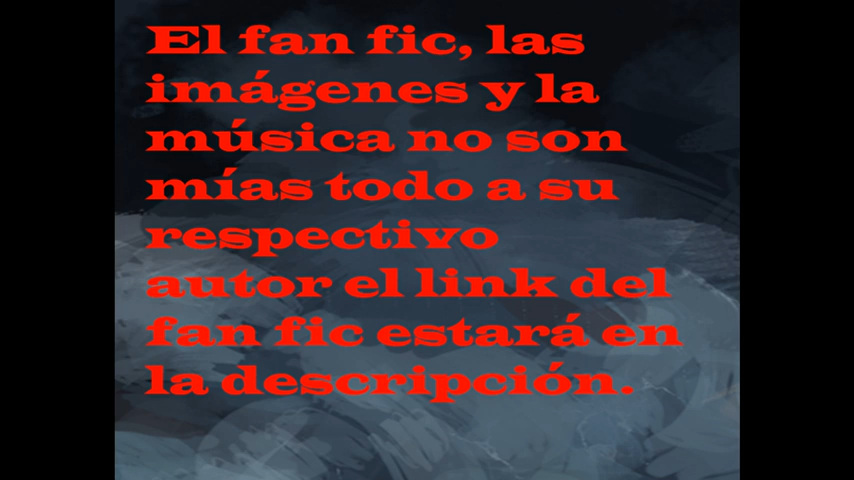 El fan fic, las
imágenes y la
música no son
mías todo a su
respectivo
autor el link del
fan fic estará en
la descripción.